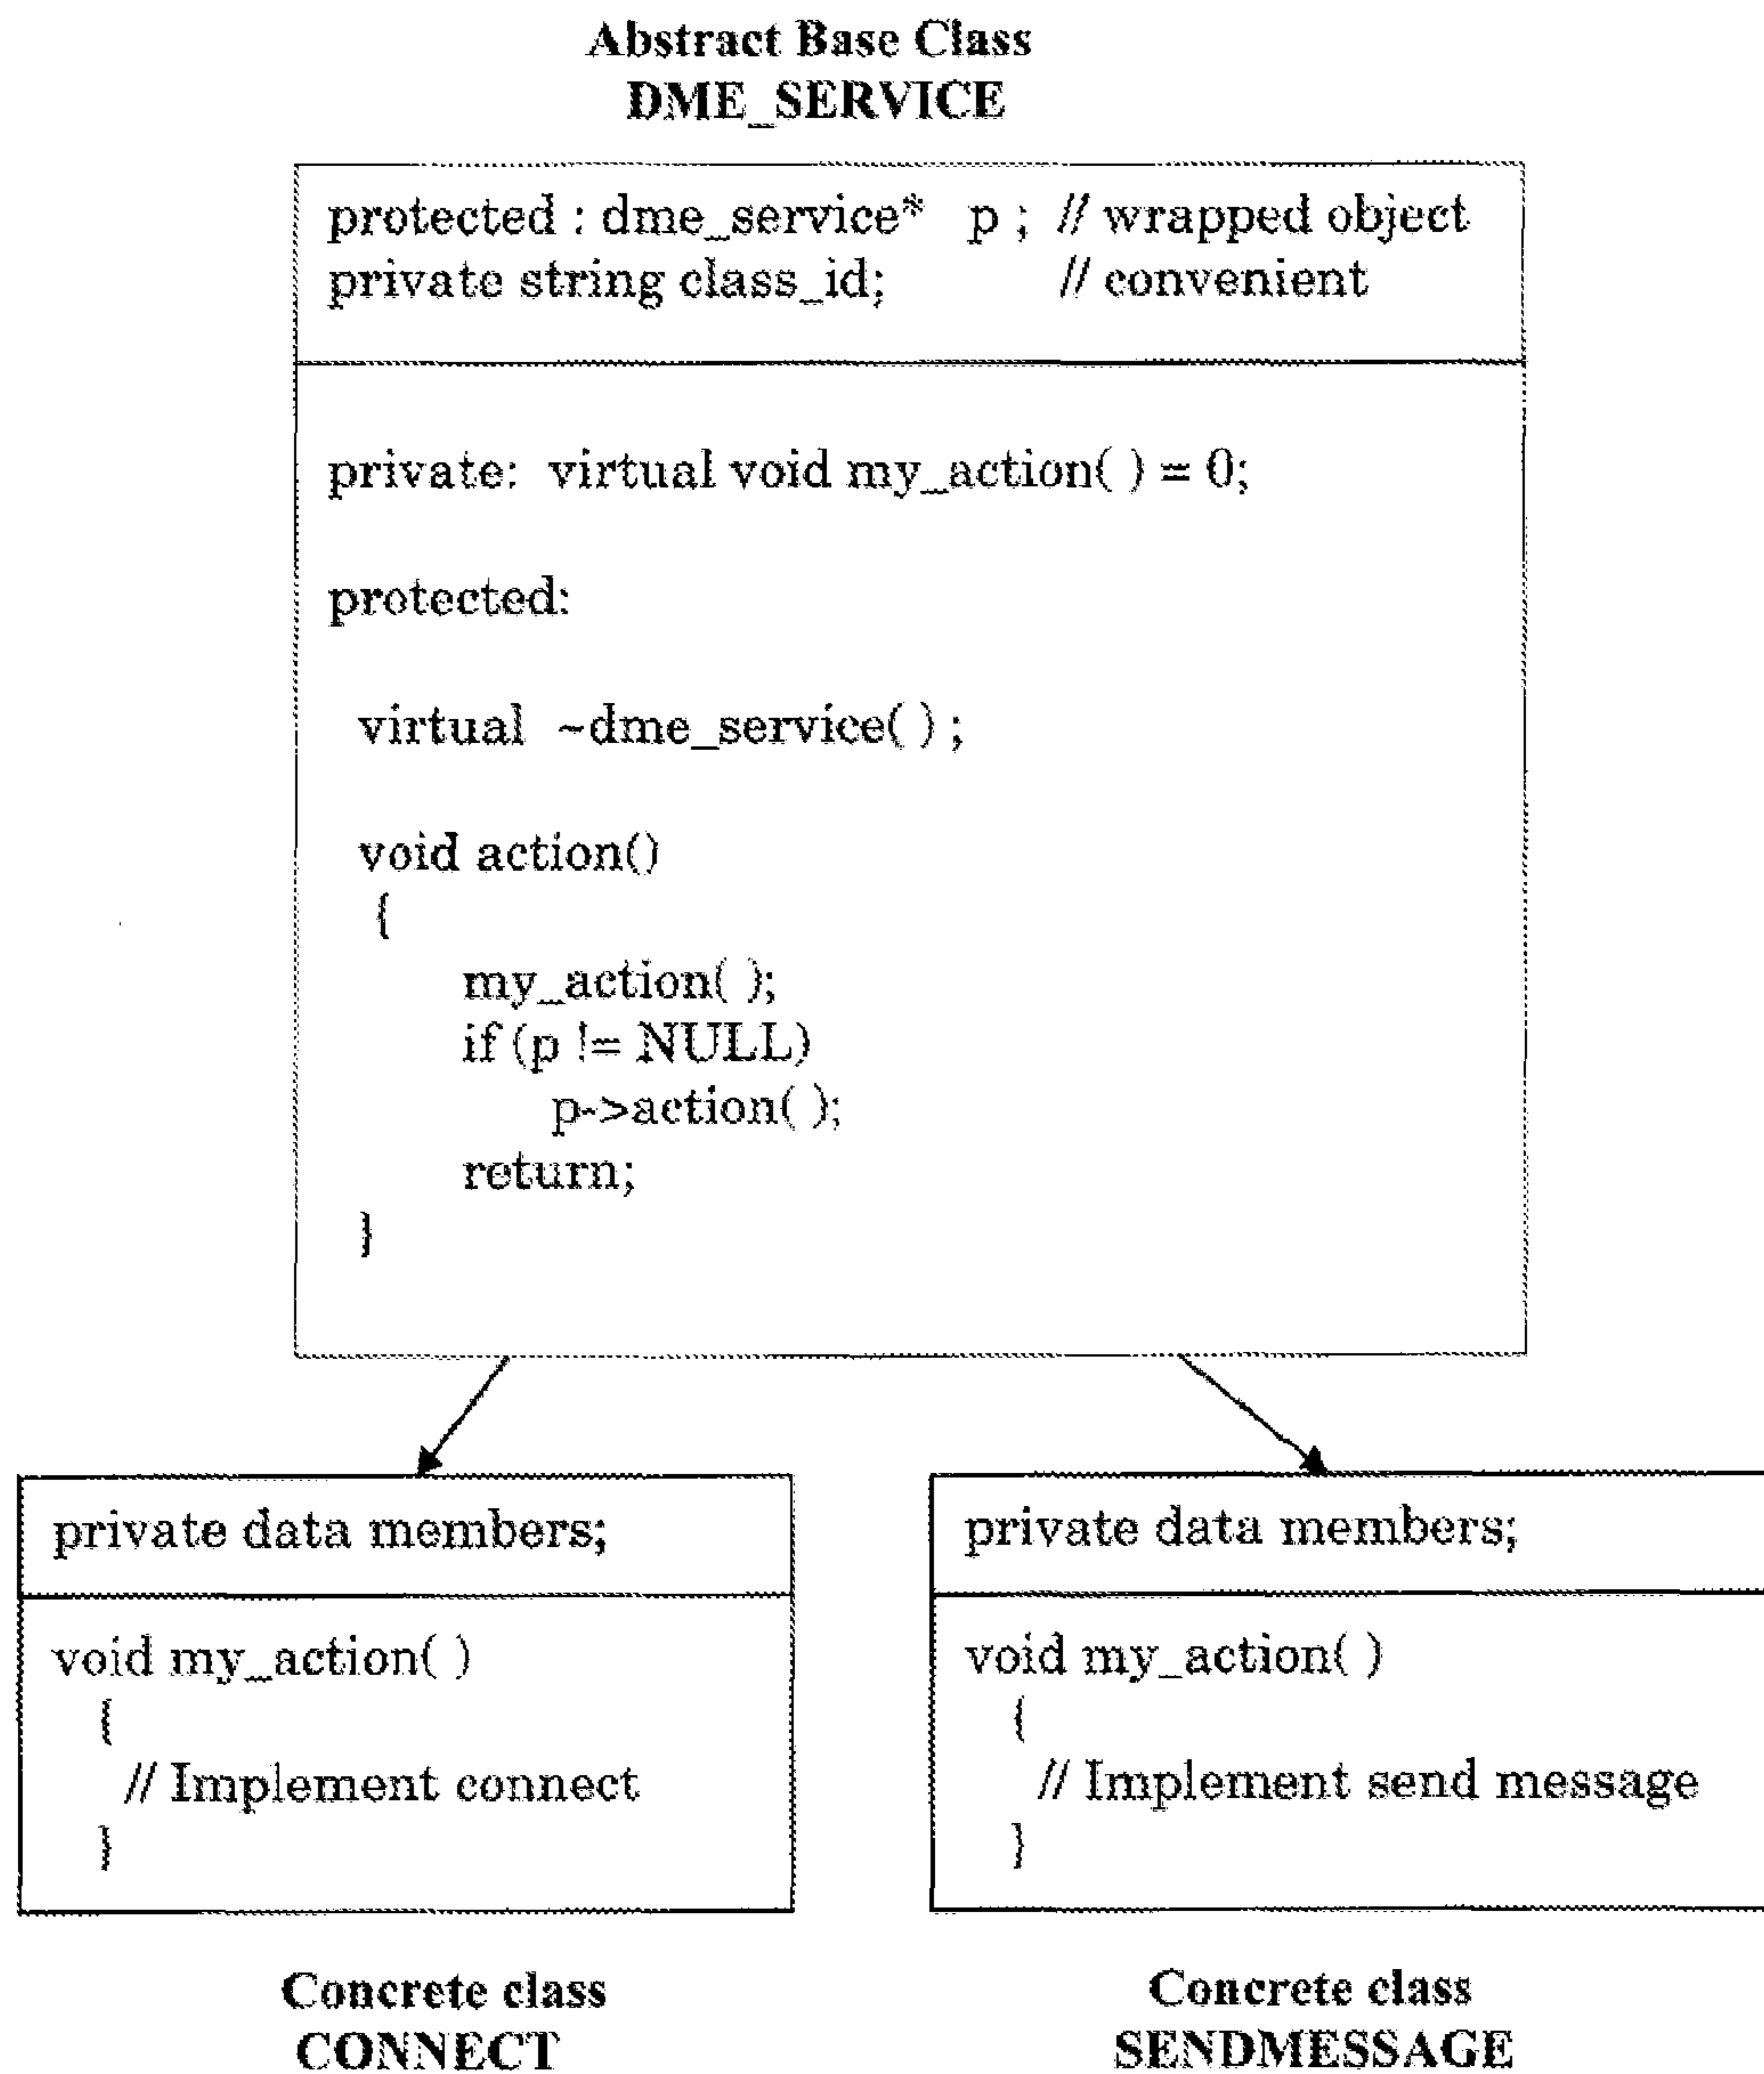 Abstract Base Class
DME_SERVICE
protected : dme_service* p ; // wrapped object
private string class_id; // convenient
private: virtual void my_action( ) = 0;
protected:
virtual ~dme_service( ) ;
void action()
{
my_action( );
if (p != NULL)
p->action( );
return;
}
private data members;
void my_action( )
{
// Implement connect
}
Concrete class
CONNECT
private data members;
void my_action( )
{
// Implement send message
}
Concrete class
SENDMESSAGE